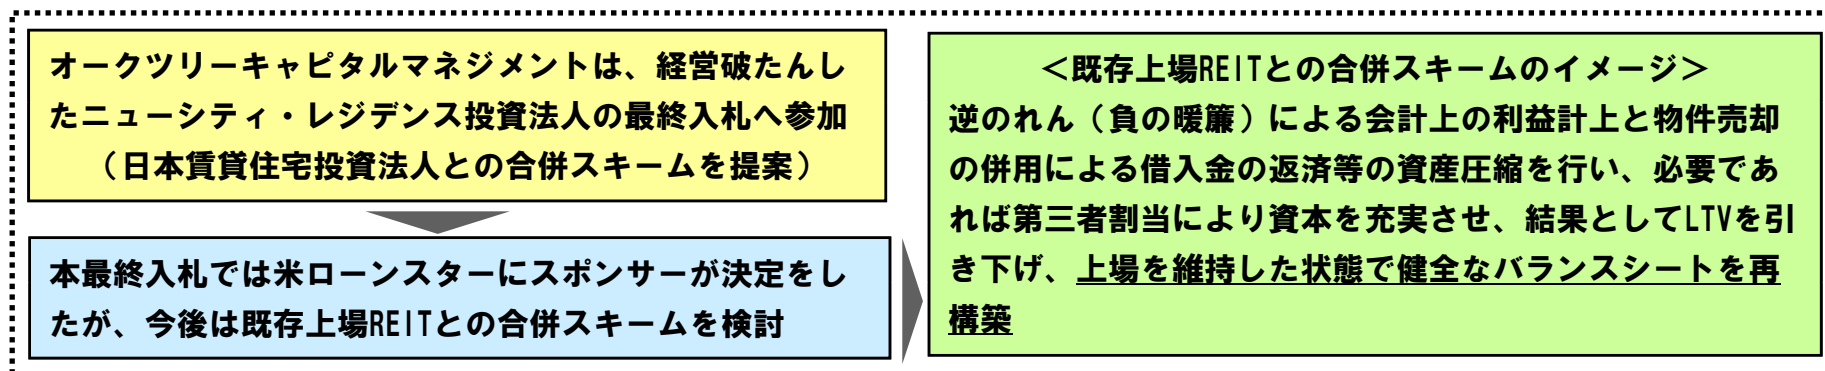 オークツリーキャピタルマネジメントは、経営破たんし
たニューシティ・レジデンス投資法人の最終入札へ参加
（日本賃貸住宅投資法人との合併スキームを提案）
本最終入札では米ローンスターにスポンサーが決定をし
たが、今後は既存上場REITとの合併スキームを検討
＜既存上場REITとの合併スキームのイメージ＞
逆のれん（負の暖簾）による会計上の利益計上と物件売却
の併用による借入金の返済等の資産圧縮を行い、必要であ
れば第三者割当により資本を充実させ、結果としてLTVを引
き下げ、上場を維持した状態で健全なバランスシートを再
構築